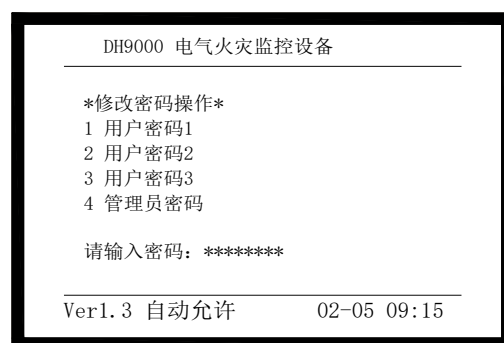 DH9000 电气火灾监控设备
*修改密码操作*
1 用户密码1
2 用户密码2
3 用户密码3
4 管理员密码
请输入密码：********
Ver1.3 自动允许 02-05 09:15